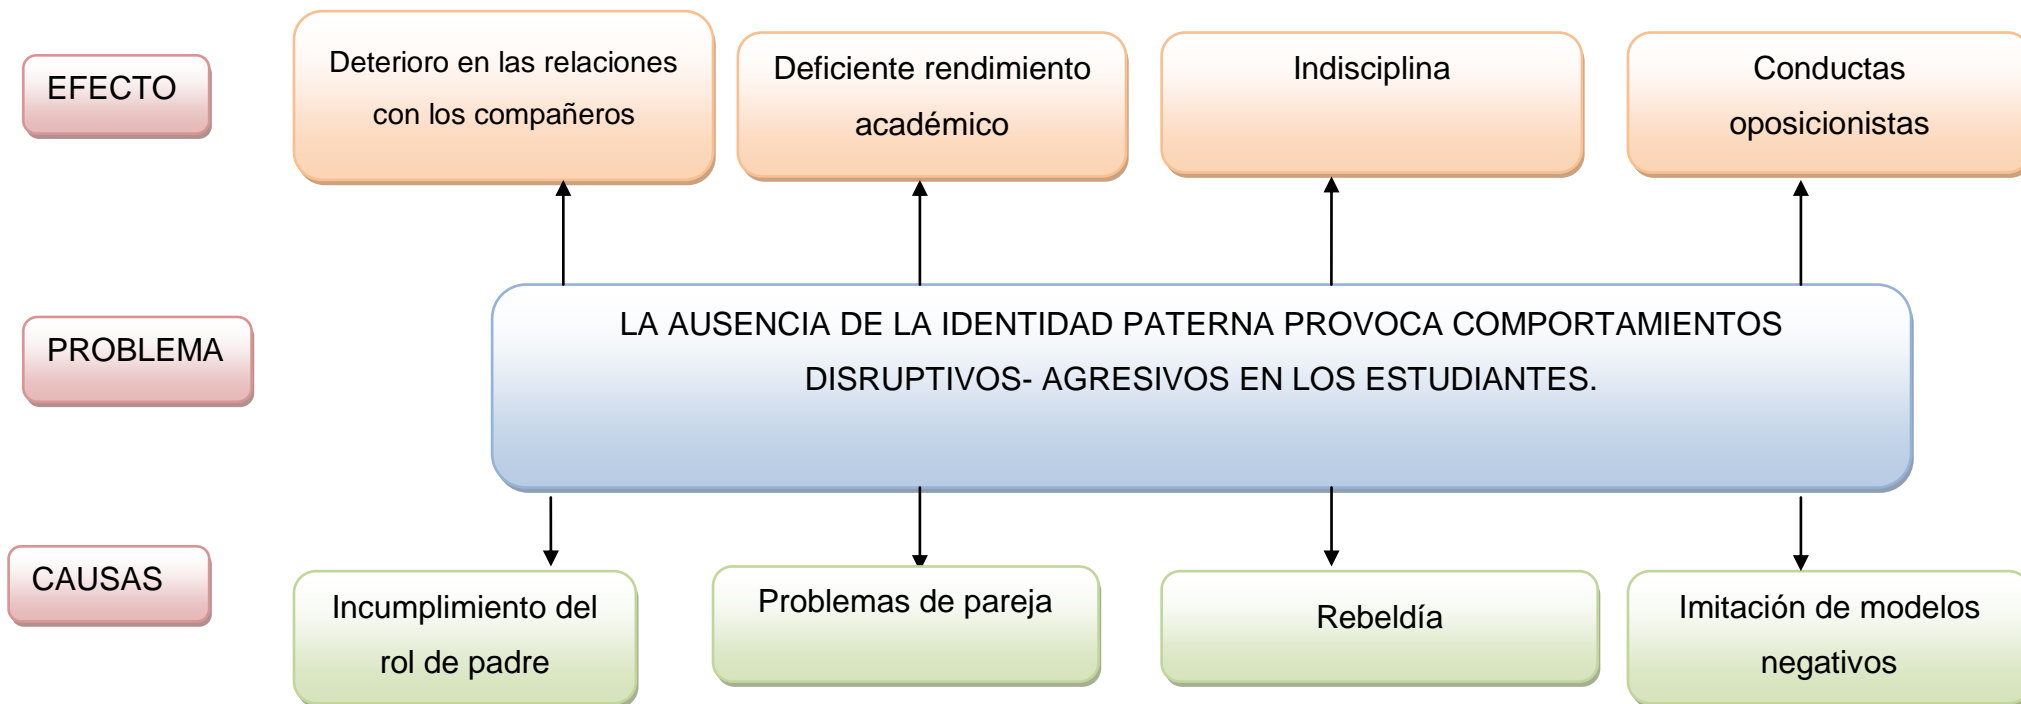 EFECTO
Deterioro en las relaciones
con los compañeros
Deficiente rendimiento
académico
Indisciplina
Conductas
oposicionistas
PROBLEMA
LA AUSENCIA DE LA IDENTIDAD PATERNA PROVOCA COMPORTAMIENTOS
DISRUPTIVOS- AGRESIVOS EN LOS ESTUDIANTES.
CAUSAS
Incumplimiento del
rol de padre
Problemas de pareja
Rebeldía
Imitación de modelos
negativos